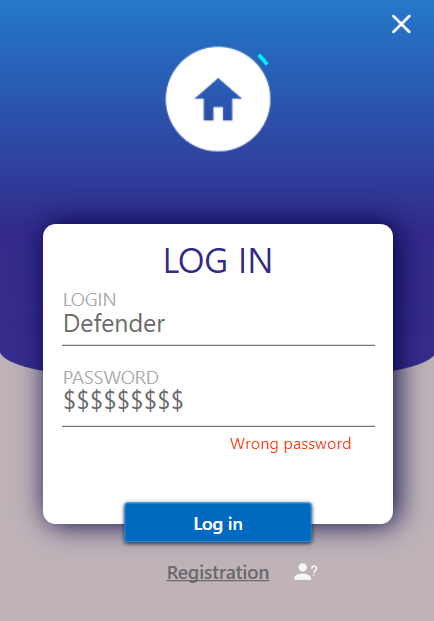 LOG IN
LOGIN
Defender
PASSWORD
$$$$$$$$$
Wrong password
Log in
Registration